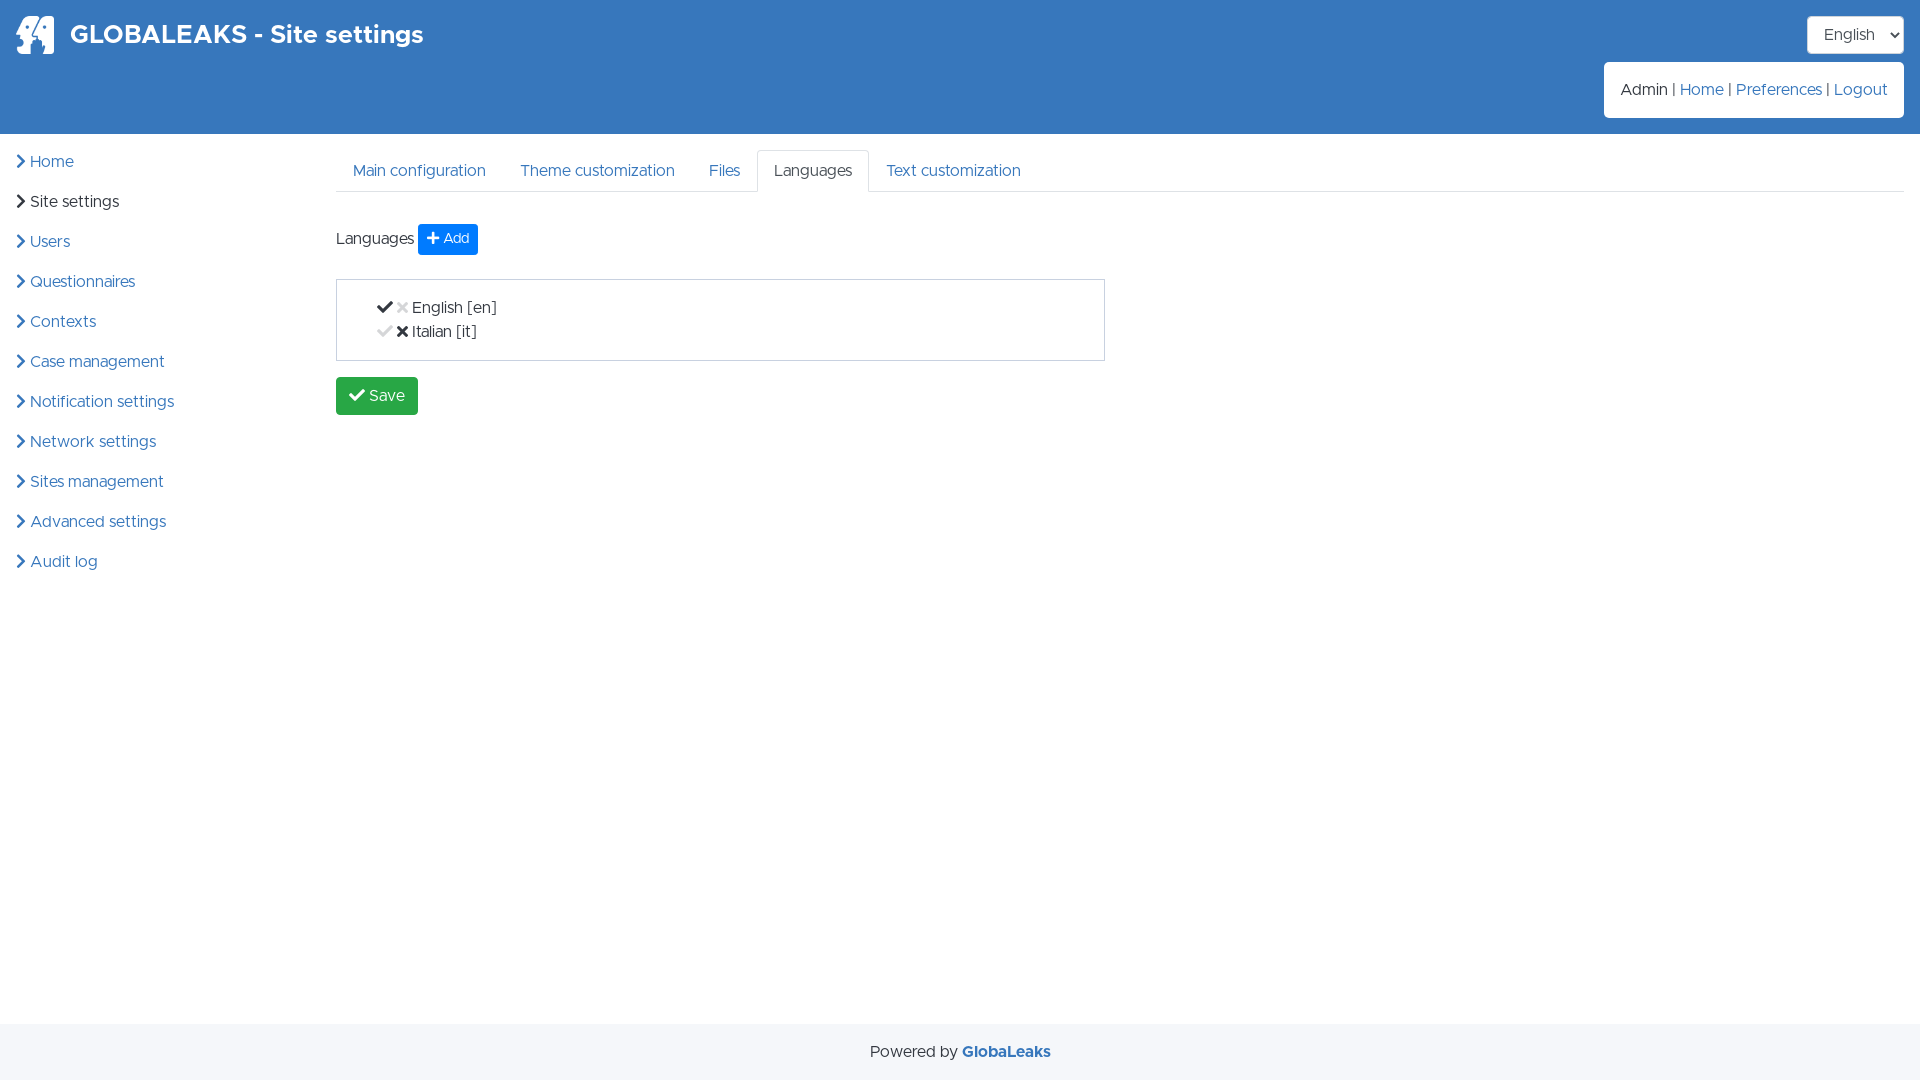 GLOBALEAKS - Site settings
English
Admin | Home | Preferences | Logout
Home
Site settings
Users
Questionnaires
Contexts
Case management
Notification settings
Network settings
Sites management
Advanced settings
Audit log
Main configuration
Theme customization
Files
Languages
Text customization
Languages
Add
English [en]
Italian [it]
Save
Powered by GlobaLeaks